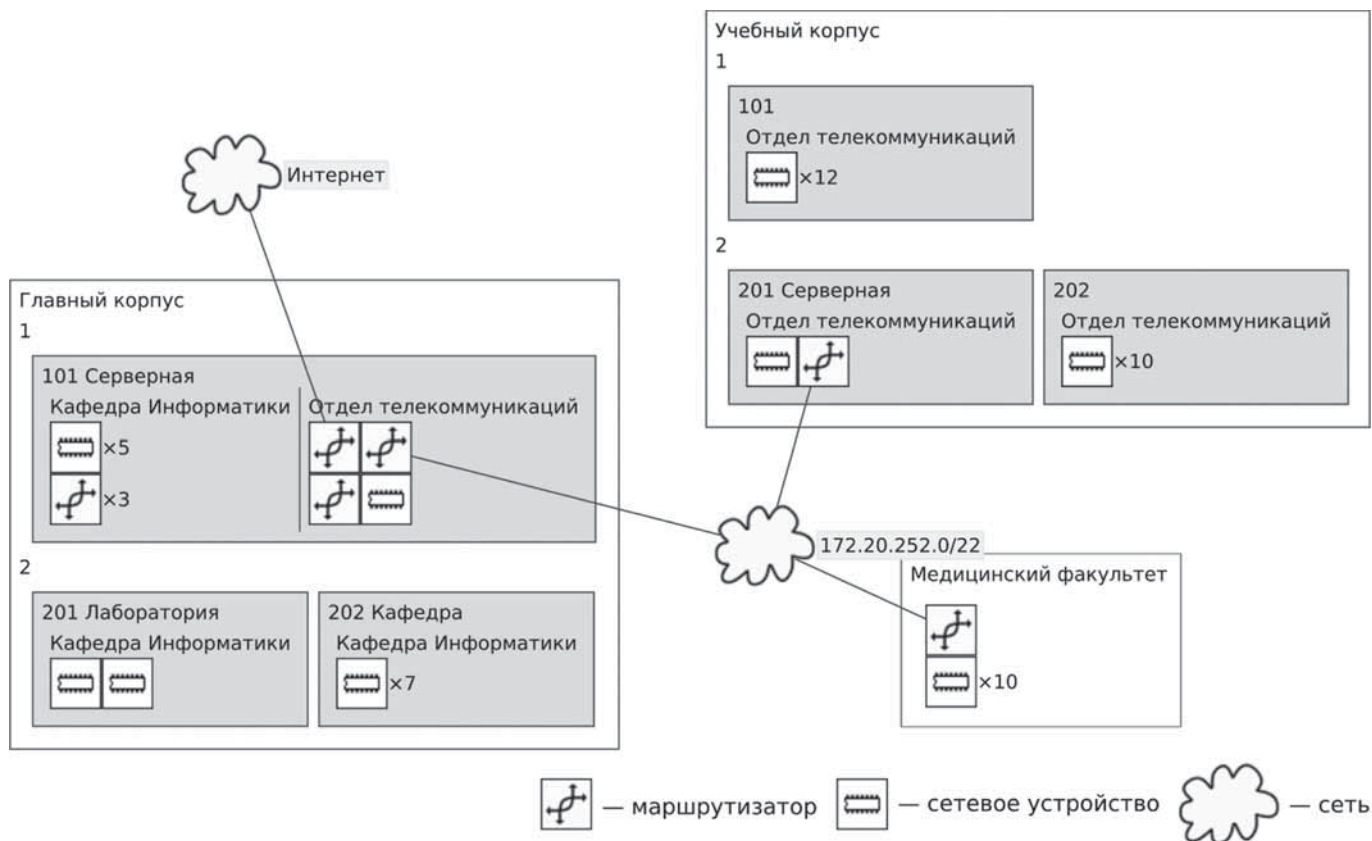 Учебный корпус
1
101
Отдел телекоммуникаций
×12
2
201 Серверная
Отдел телекоммуникаций
202
Отдел телекоммуникаций
×10
Интернет
Главный корпус
1
101 Серверная
Кафедра Информатики
×5
×3
Отдел телекоммуникаций
2
201 Лаборатория
Кафедра Информатики
202 Кафедра
Кафедра Информатики
×7
172.20.252.0/22
Медицинский факультет
×10
— маршрутизатор
— сетевое устройство
— сеть